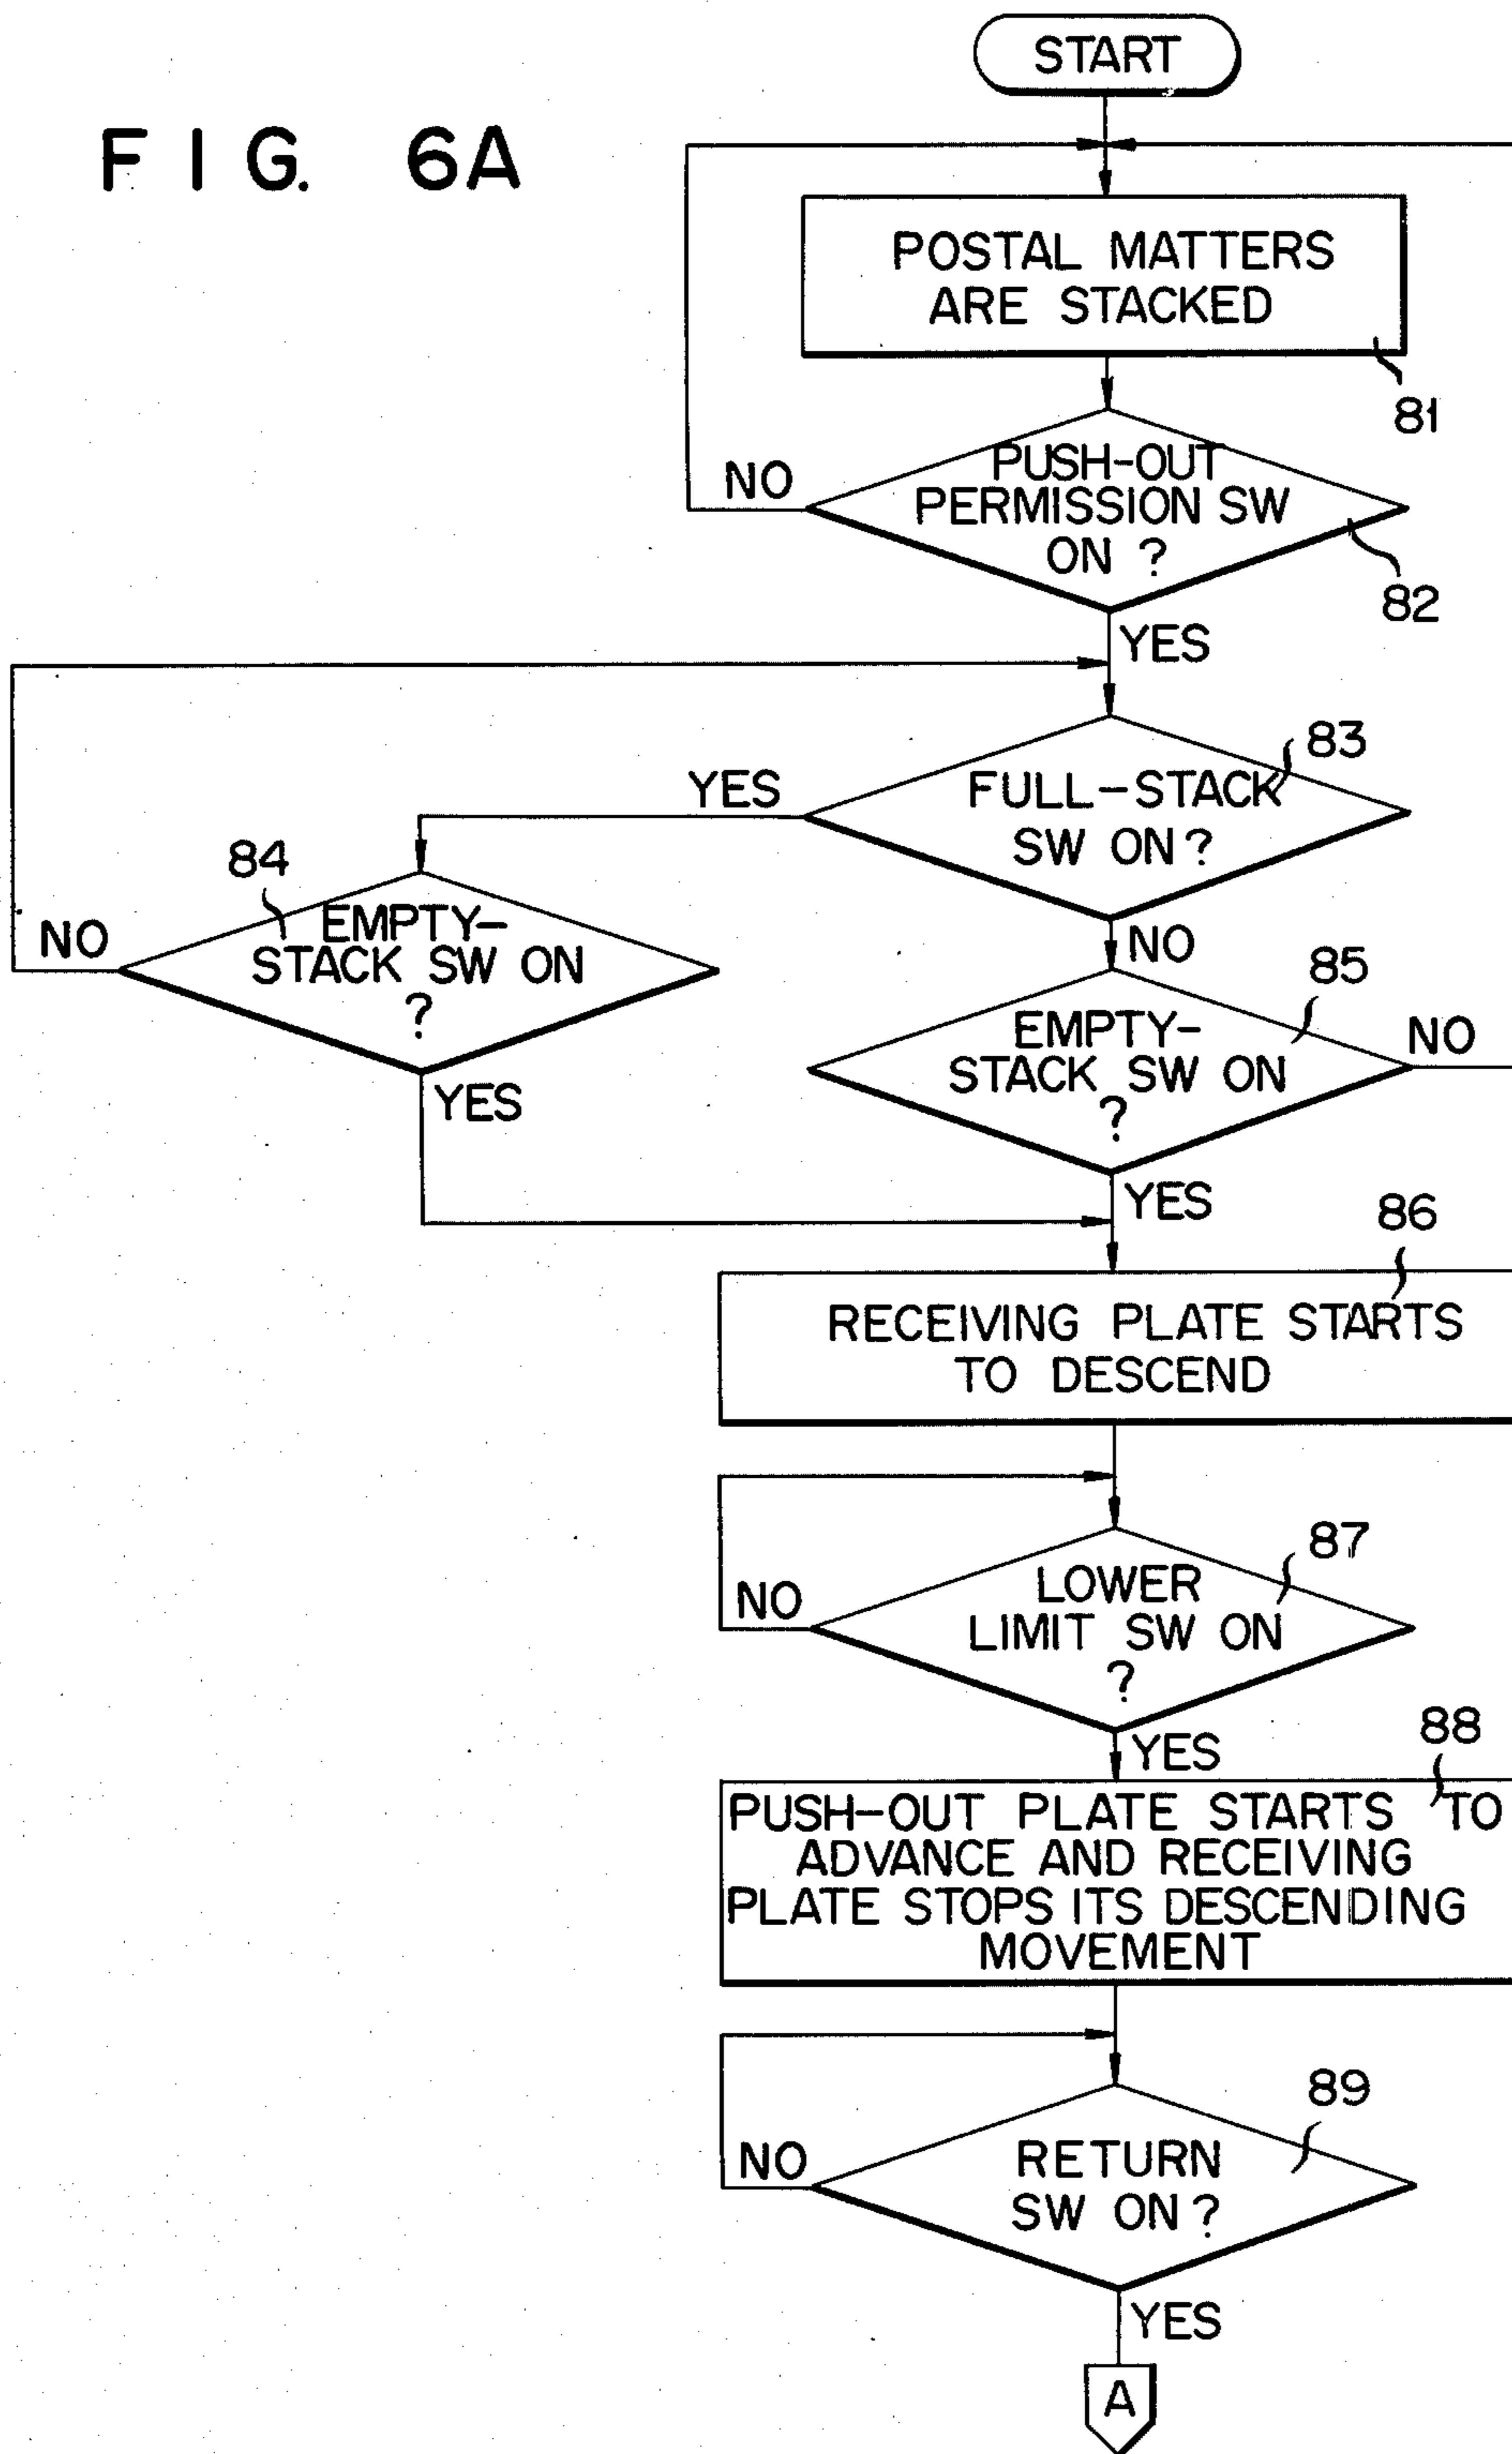 START
FIG. 6A
POSTAL MATTERS
ARE STACKED
81
PUSH-OUT
PERMISSION SW
ON ?
NO
82
YES
83
FULL-STACK
SW ON?
YES
84
EMPTY-
STACK SW ON
?
NO
YES
NO
85
EMPTY-
STACK SW ON
?
NO
YES
86
RECEIVING PLATE STARTS
TO DESCEND
87
LOWER
LIMIT SW ON
?
NO
YES
88
PUSH-OUT PLATE STARTS TO
ADVANCE AND RECEIVING
PLATE STOPS ITS DESCENDING
MOVEMENT
89
RETURN
SW ON?
NO
YES
A